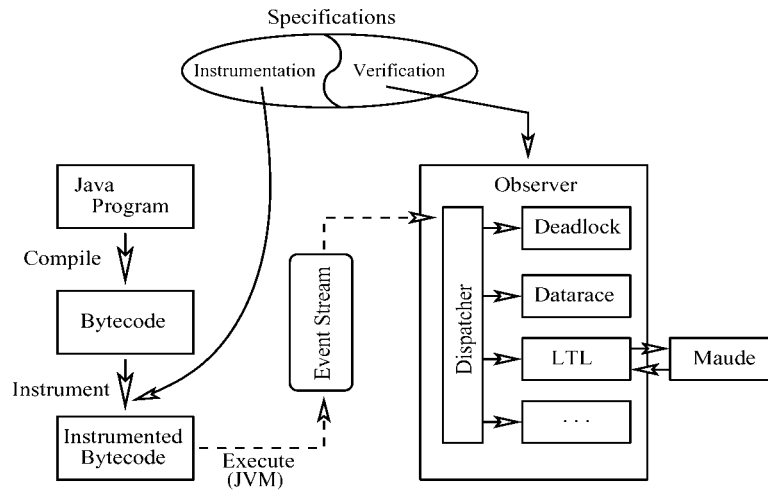 Specifications
Instrumentation
Verification
Java
Program
Compile
Bytecode
Instrument
Instrumented
Bytecode
Execute
(JVM)
Event Stream
Observer
Dispatcher
Deadlock
Datarace
LTL
. . .
Maude